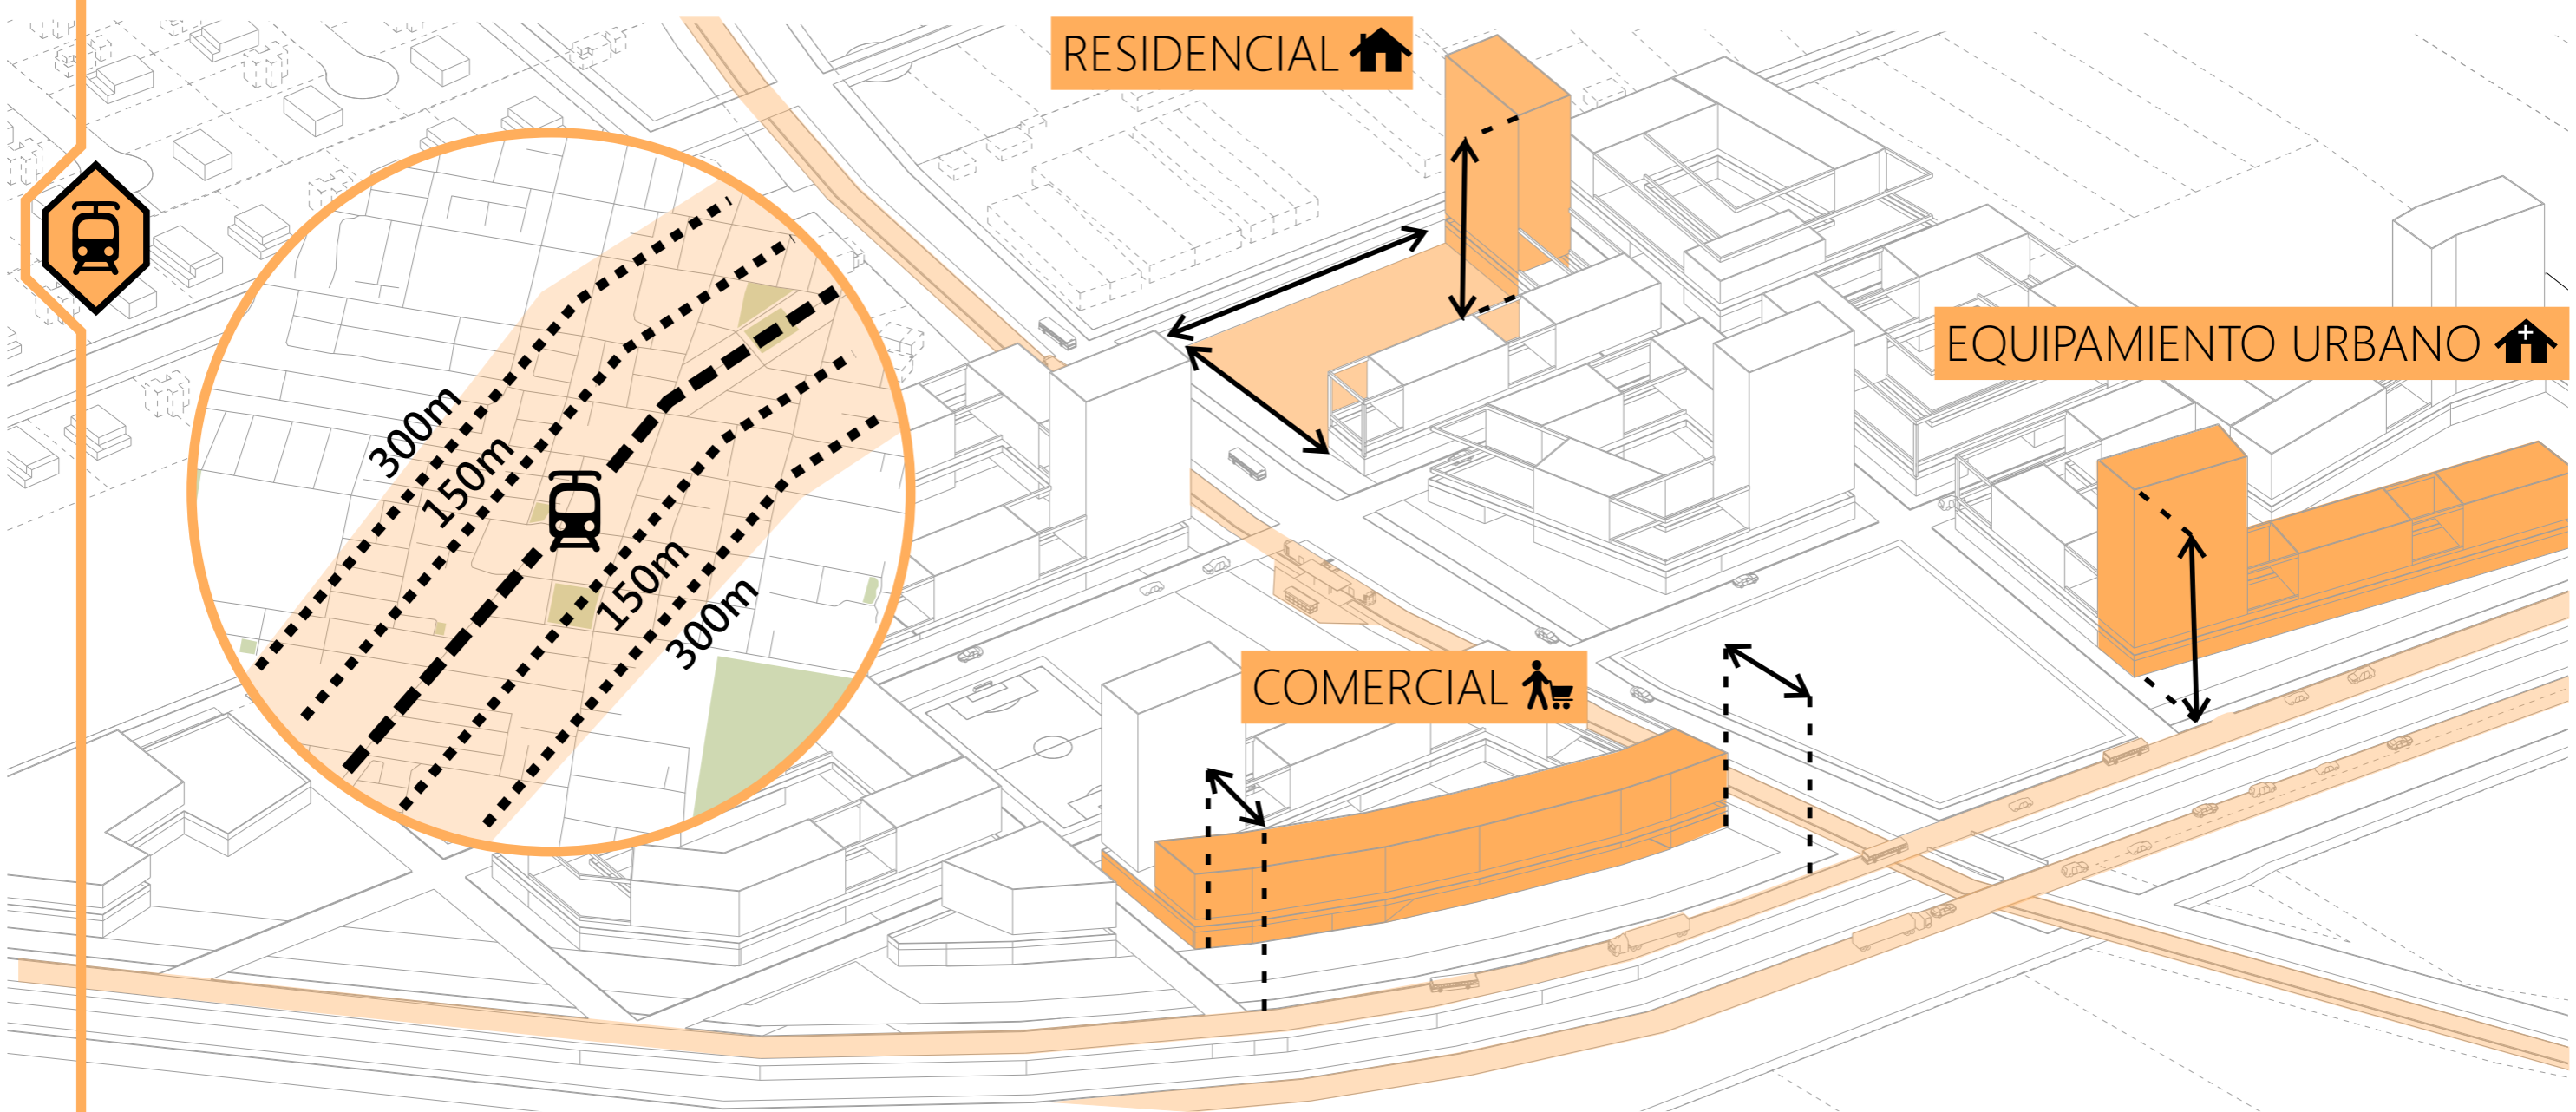 RESIDENCIAL
EQUIPAMIENTO URBANO
300m
150m
150m
300m
COMERCIAL